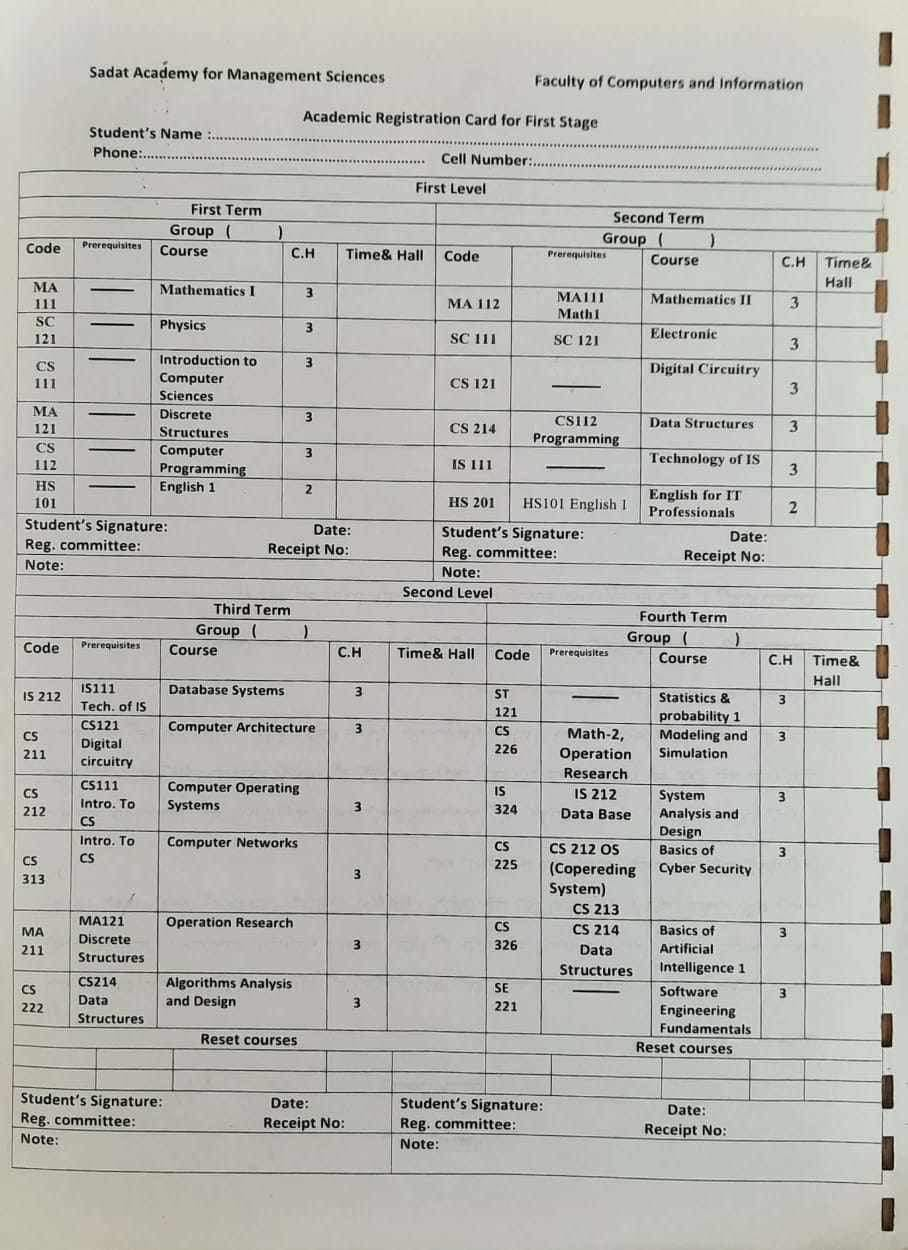 Sadat Academy for Management Sciences Faculty of Computers and Information
Academic Registration Card for First Stage
Student's Name :
Phone: Cell Number:
First Level
First Term
Group ( )
Code Prerequisites Course C.H Time& Hall
MA 111 —— Mathematics I 3
SC 121 —— Physics 3
CS 111 —— Introduction to Computer Sciences 3
MA 121 —— Discrete Structures 3
CS 112 —— Computer Programming 3
HS 101 —— English 1 2
Student's Signature: Date:
Reg. committee: Receipt No:
Note:
Second Term
Group ( )
Code Prerequisites Course C.H Time& Hall
MA 112 MA111 Math1 Mathematics II 3
SC 111 SC 121 Electronic 3
CS 121 —— Digital Circuitry 3
CS 214 CS112 Programming Data Structures 3
IS 111 —— Technology of IS 3
HS 201 HS101 English I English for IT Professionals 2
Student's Signature: Date:
Reg. committee: Receipt No:
Note:
Second Level
Third Term
Group ( )
Code Prerequisites Course C.H Time& Hall
IS 212 IS111 Tech. of IS Database Systems 3
CS 211 CS121 Digital circuitry Computer Architecture 3
CS 212 CS111 Intro. To CS Computer Operating Systems 3
CS 313 Intro. To CS Computer Networks 3
MA 211 MA121 Discrete Structures Operation Research 3
CS 222 CS214 Data Structures Algorithms Analysis and Design 3
Reset courses
Student's Signature: Date:
Reg. committee: Receipt No:
Note:
Fourth Term
Group ( )
Code Prerequisites Course C.H Time& Hall
ST 121 —— Statistics & probability 1 3
CS 226 Math-2, Operation Research Modeling and Simulation 3
IS 324 IS 212 Data Base System Analysis and Design 3
CS 225 CS 212 OS (Copereding System) CS 213 Basics of Cyber Security 3
CS 326 CS 214 Data Structures Basics of Artificial Intelligence 1 3
SE 221 —— Software Engineering Fundamentals 3
Reset courses
Student's Signature: Date:
Reg. committee: Receipt No:
Note: